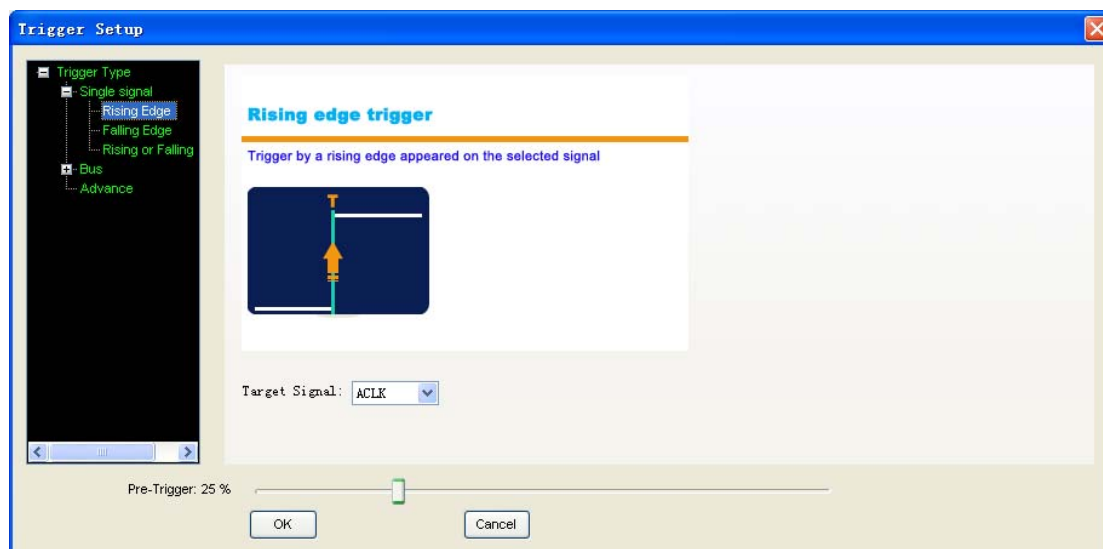 Trigger Setup
Trigger Type
Single signal
Rising Edge
Falling Edge
Rising or Falling
Bus
Advance
Rising edge trigger
Trigger by a rising edge appeared on the selected signal
T
Target Signal: ACLK
Pre-Trigger: 25 %
OK
Cancel